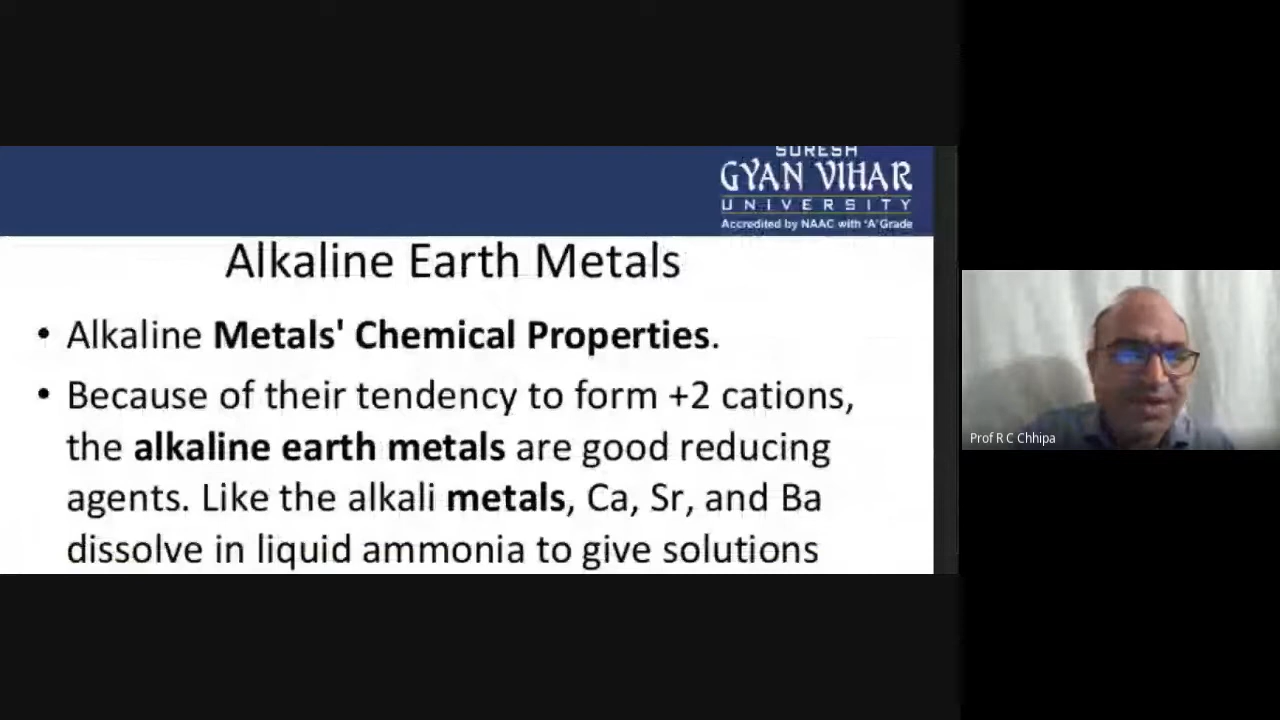 SURESH
GYAN VIHAR
UNIVERSITY
Accredited by NAAC with 'A' Grade
Alkaline Earth Metals
• Alkaline Metals' Chemical Properties.
• Because of their tendency to form +2 cations,
the alkaline earth metals are good reducing
agents. Like the alkali metals, Ca, Sr, and Ba
dissolve in liquid ammonia to give solutions
Prof R C Chhipa